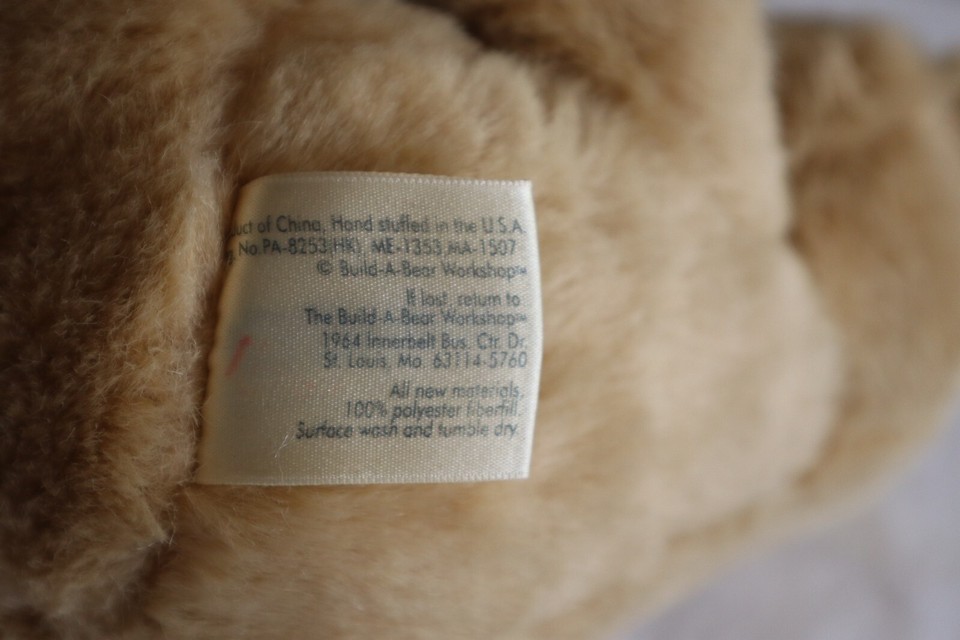 uct of China, Hand stuffed in the U.S.A.
No.PA-8253(HK), ME-1353,MA-1507
© Build-A-Bear Workshop™
If lost, return to
The Build-A-Bear Workshop™
1964 Innerbelt Bus. Ctr. Dr.
St. Louis, Mo. 63114-5760
All new materials,
100% polyester fiberfill,
Surface wash and tumble dry.